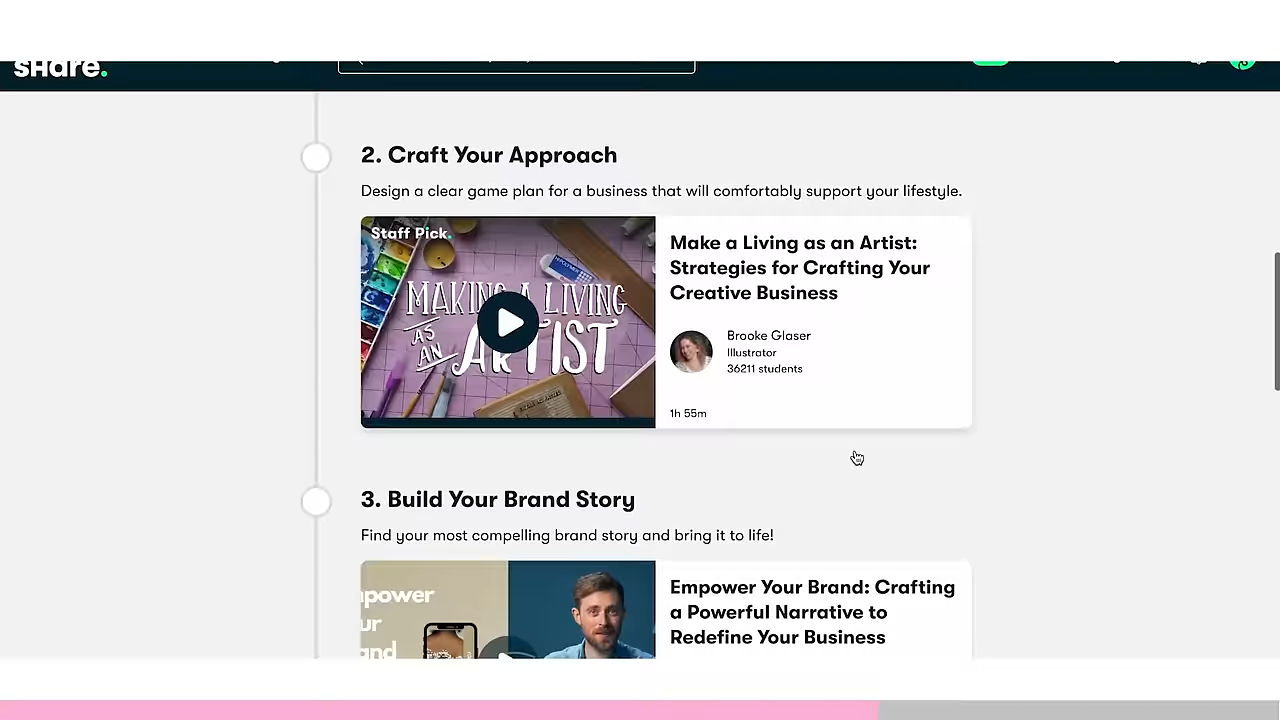 sHare.
2. Craft Your Approach
Design a clear game plan for a business that will comfortably support your lifestyle.
Staff Pick.
MAKING A LIVING
AS
AN
ARTIST
Make a Living as an Artist:
Strategies for Crafting Your
Creative Business
Brooke Glaser
Illustrator
36211 students
1h 55m
3. Build Your Brand Story
Find your most compelling brand story and bring it to life!
power
ur
and
Empower Your Brand: Crafting
a Powerful Narrative to
Redefine Your Business